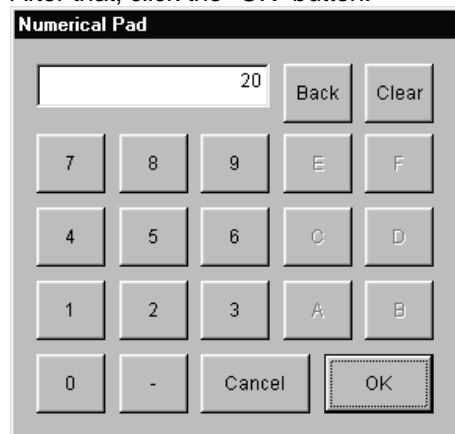 After that, click the "OK" button.
Numerical Pad
20 Back Clear
7 8 9 E F
4 5 6 C D
1 2 3 A B
0 - Cancel OK